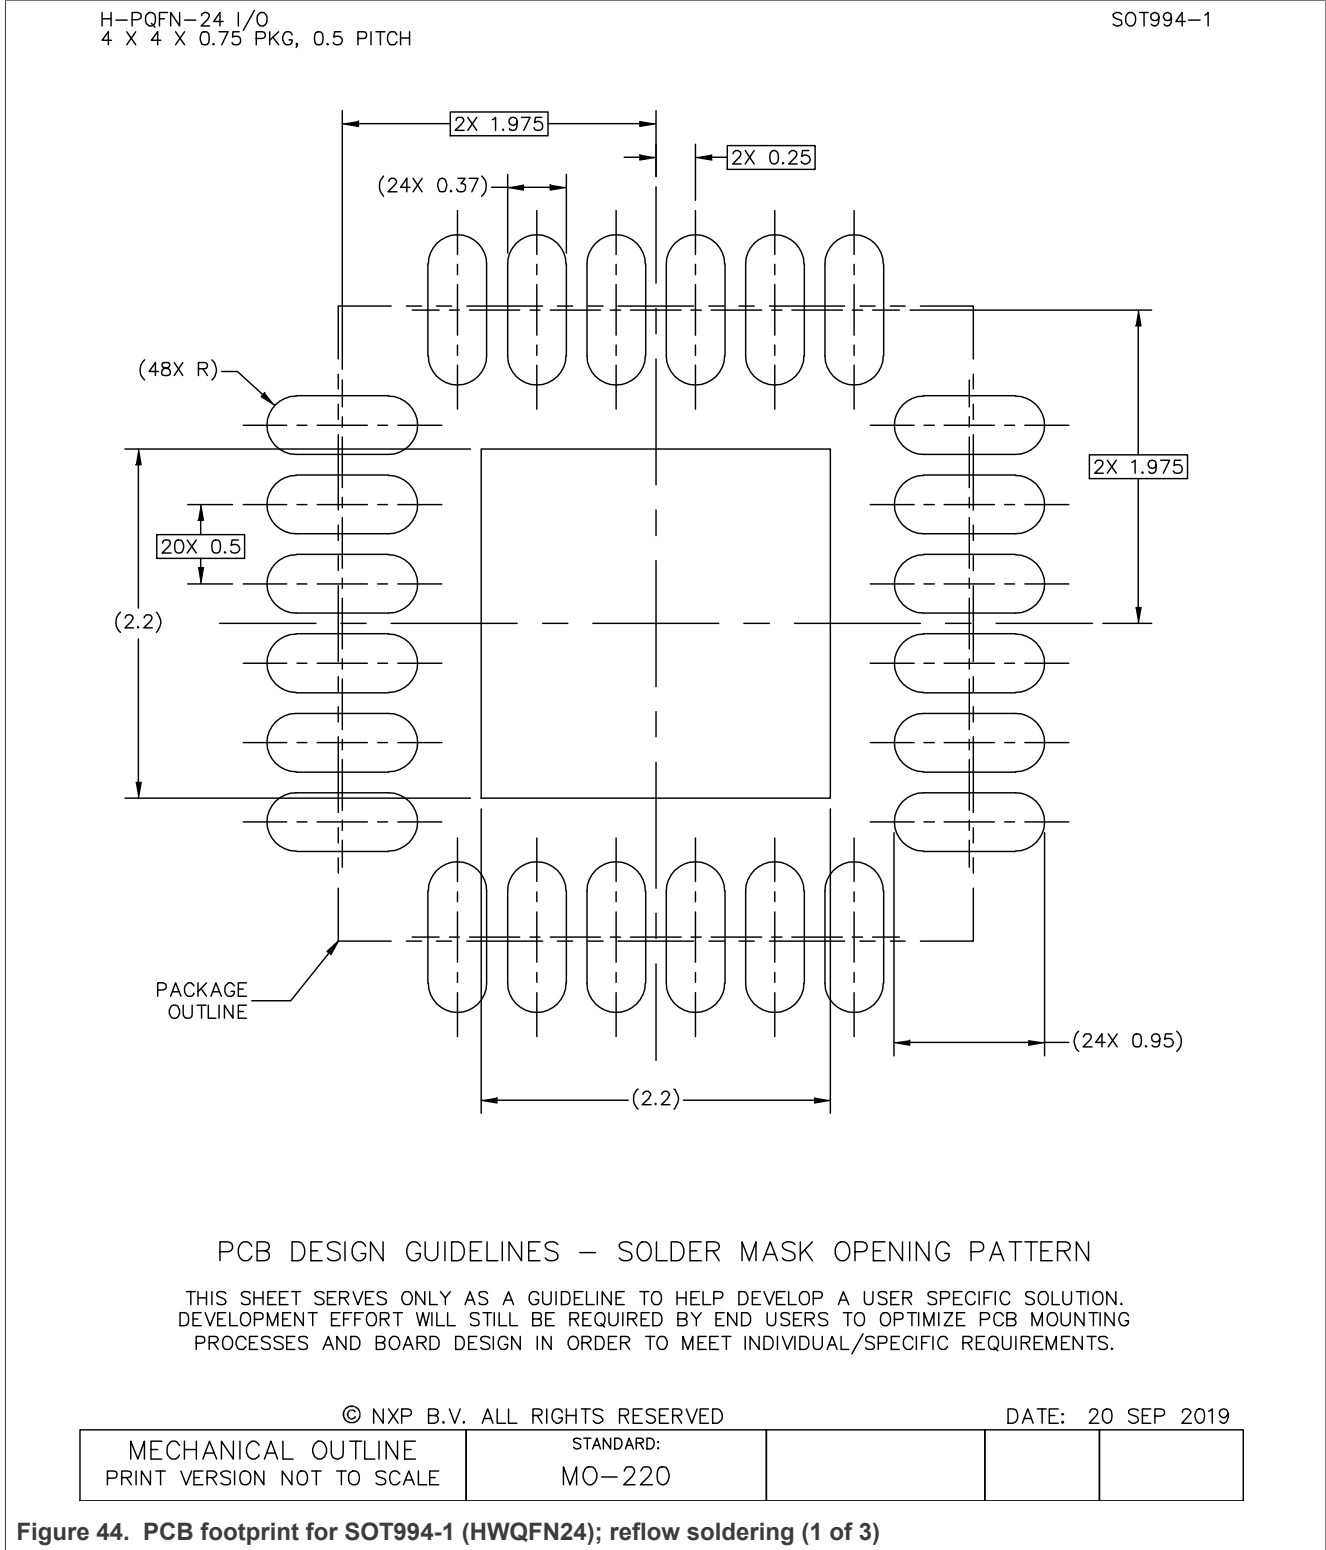 H-PQFN-24 I/O
4 X 4 X 0.75 PKG, 0.5 PITCH
SOT994-1
2X 1.975
2X 0.25
(24X 0.37)
(48X R)
2X 1.975
20X 0.5
(2.2)
PACKAGE
OUTLINE
(24X 0.95)
(2.2)
PCB DESIGN GUIDELINES - SOLDER MASK OPENING PATTERN
THIS SHEET SERVES ONLY AS A GUIDELINE TO HELP DEVELOP A USER SPECIFIC SOLUTION.
DEVELOPMENT EFFORT WILL STILL BE REQUIRED BY END USERS TO OPTIMIZE PCB MOUNTING
PROCESSES AND BOARD DESIGN IN ORDER TO MEET INDIVIDUAL/SPECIFIC REQUIREMENTS.
© NXP B.V. ALL RIGHTS RESERVED
DATE: 20 SEP 2019
MECHANICAL OUTLINE
PRINT VERSION NOT TO SCALE
STANDARD:
MO-220
Figure 44. PCB footprint for SOT994-1 (HWQFN24); reflow soldering (1 of 3)